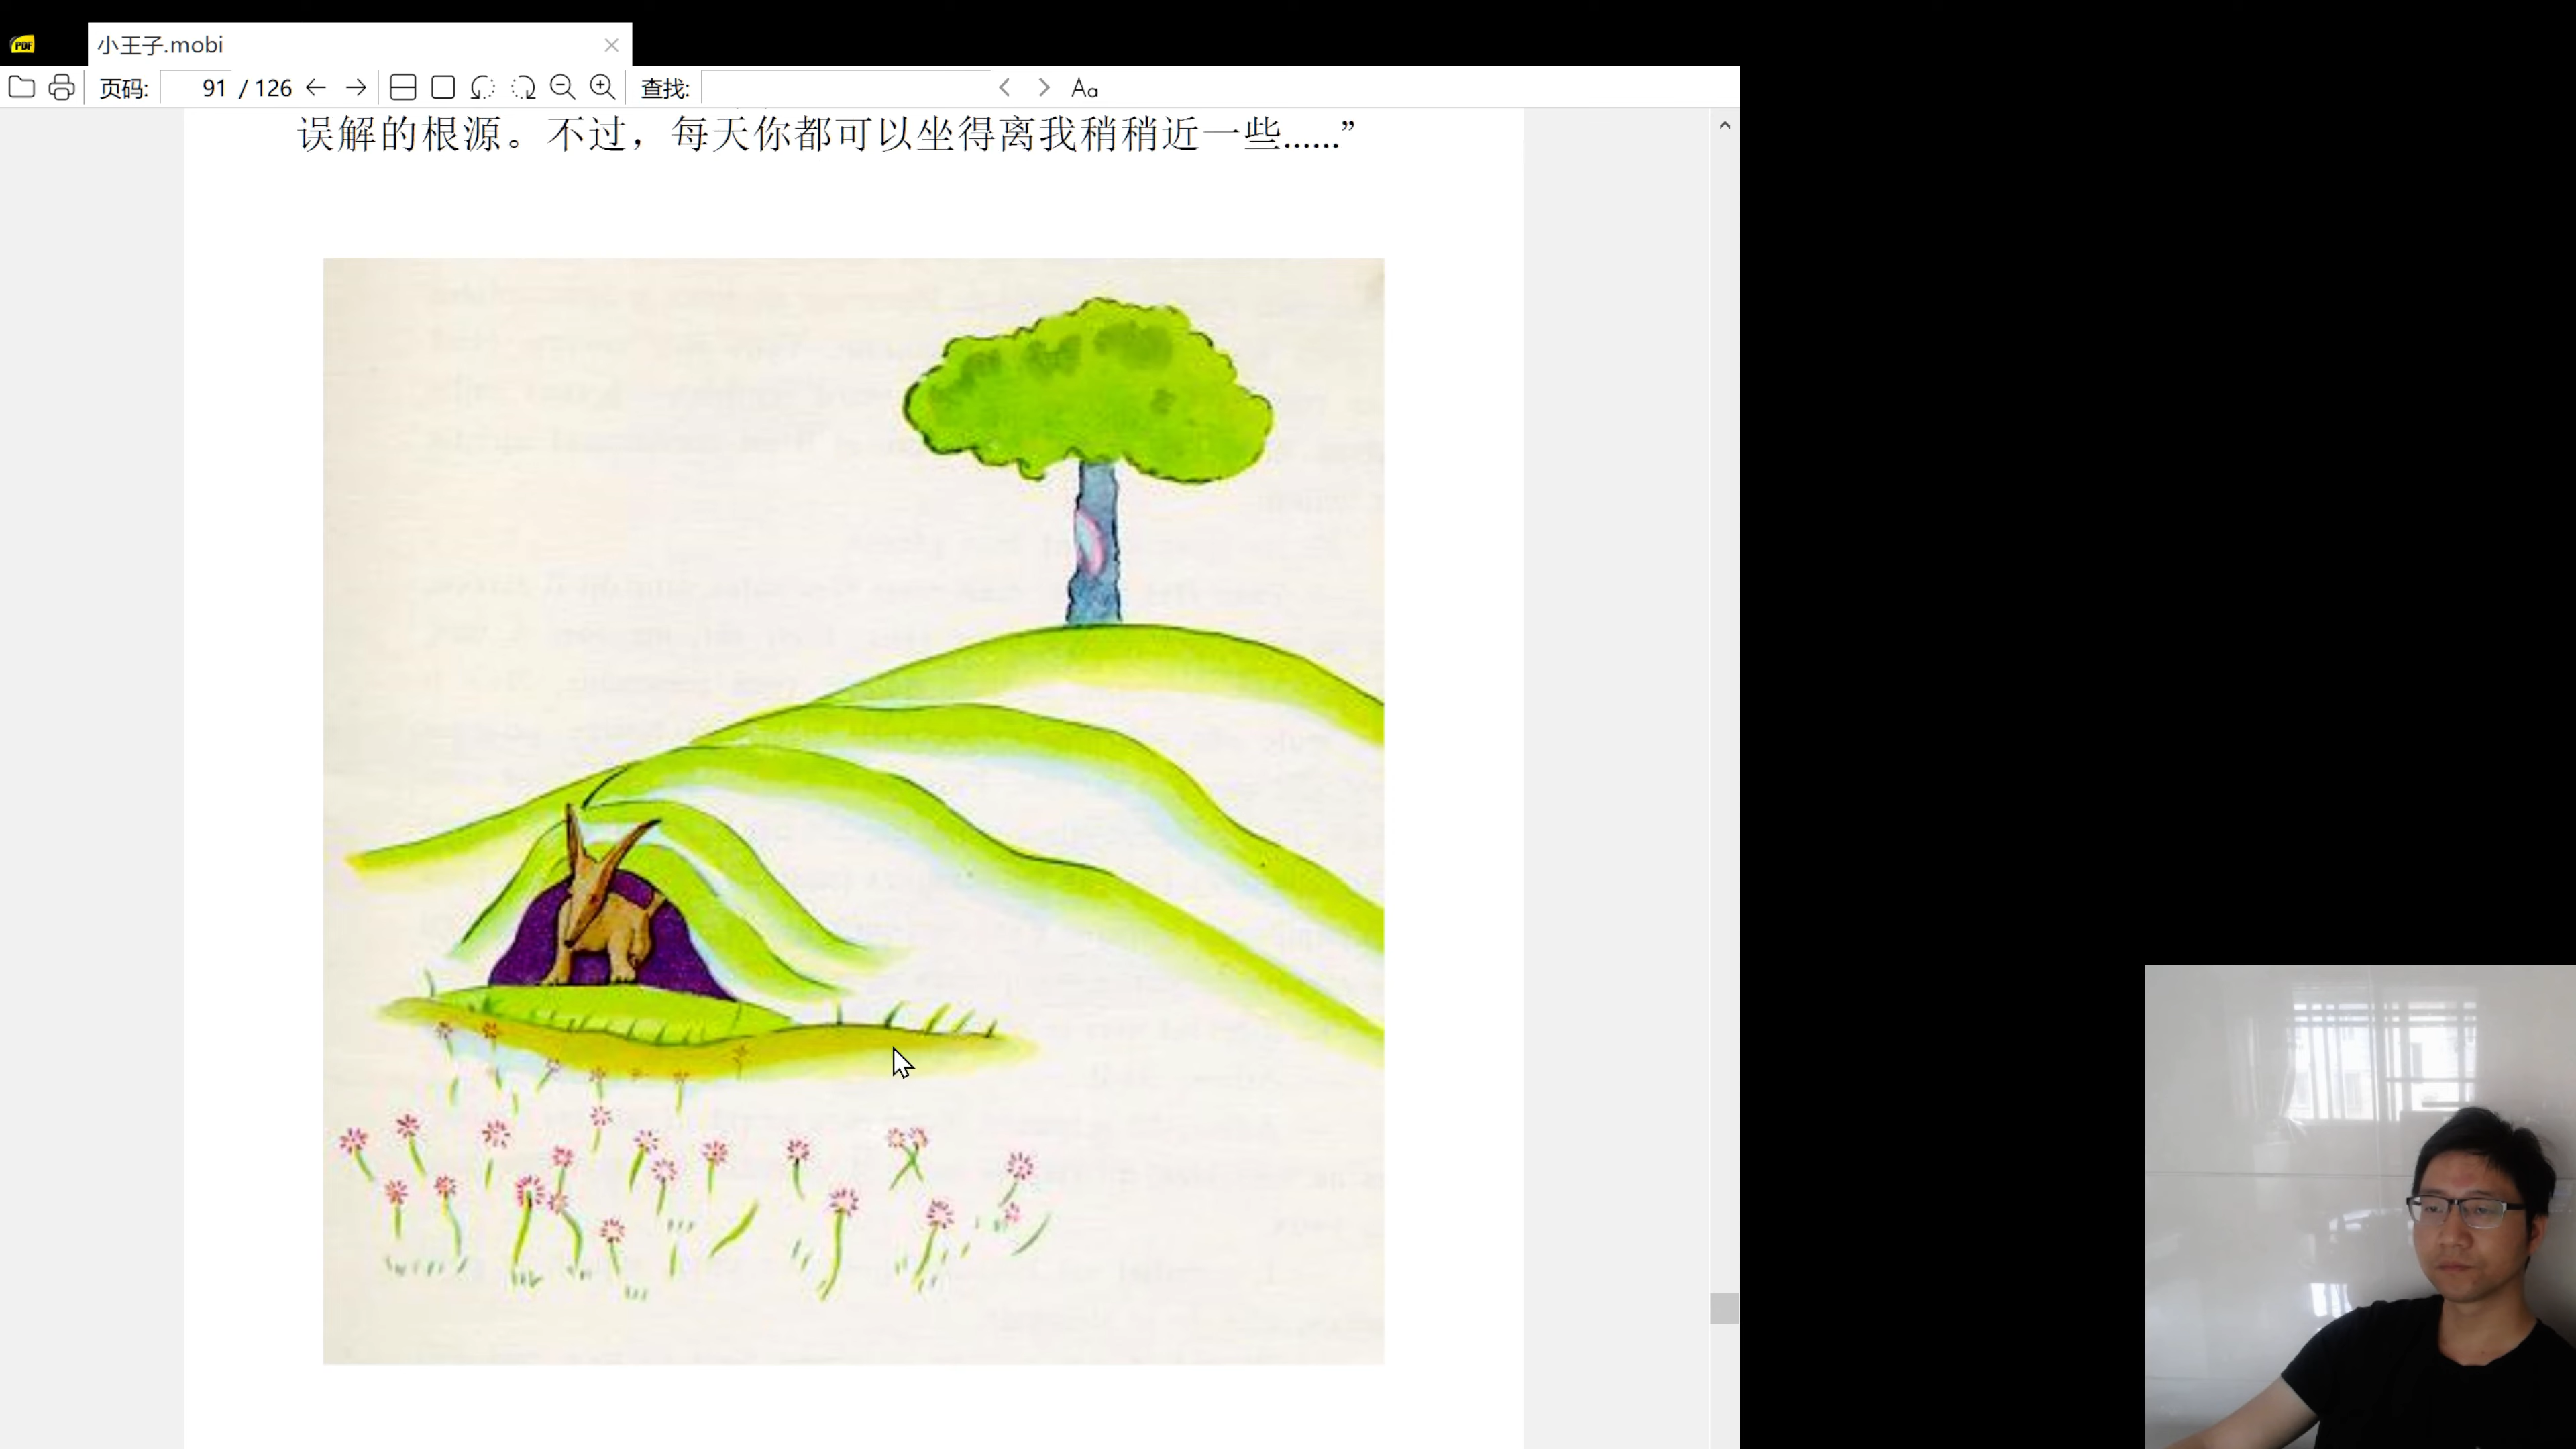 小王子.mobi
页码: 91 / 126 查找: Aa
误解的根源。不过，每天你都可以坐得离我稍稍近一些......”